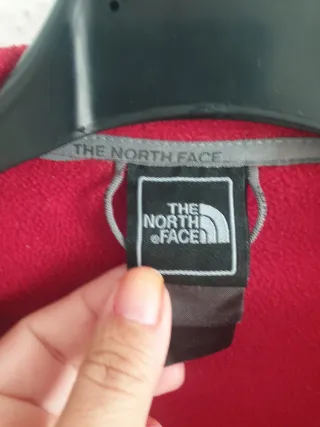 THE NORTH FACE
THE
NORTH
FACE